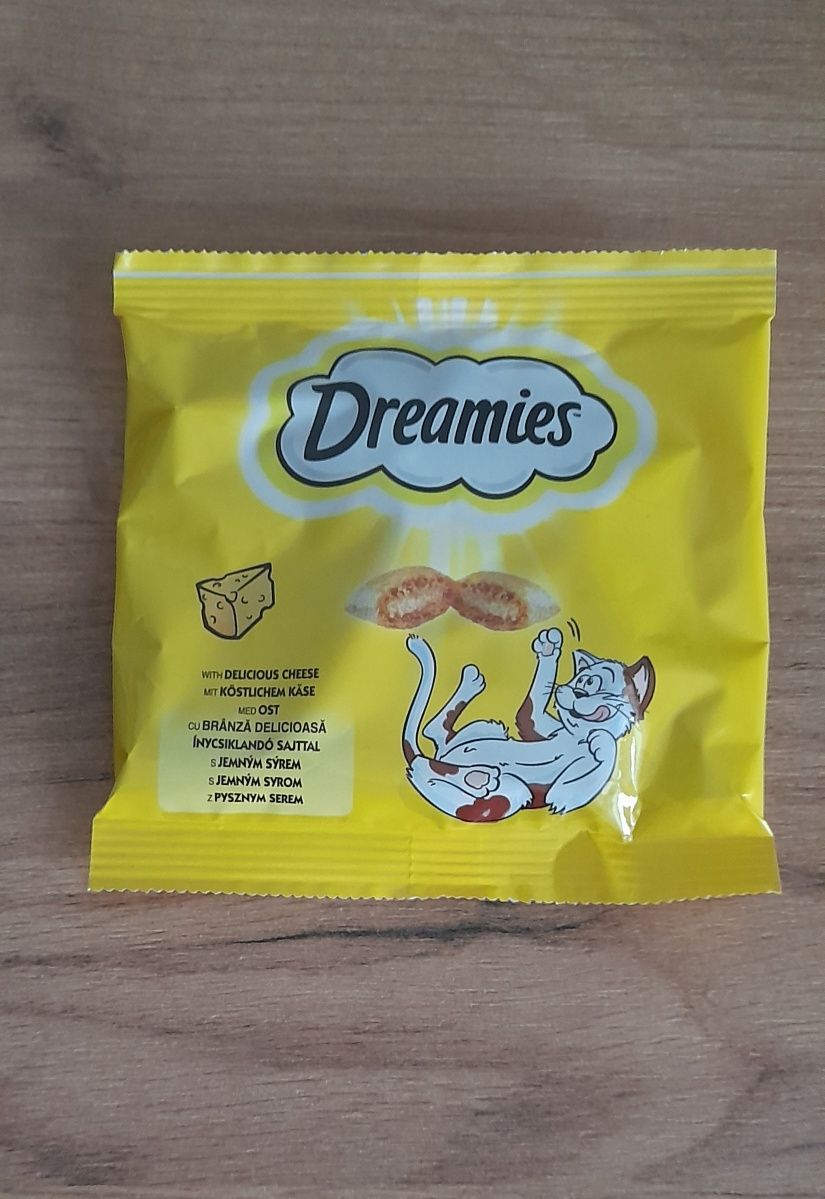 Dreamies™
WITH DELICIOUS CHEESE
MIT KÖSTLICHEM KÄSE
MED OST
CU BRÂNZĂ DELICIOASĂ
ÍNYCSIKLANDÓ SAJTTAL
S JEMNÝM SÝREM
S JEMNÝM SYROM
Z PYSZNYM SEREM